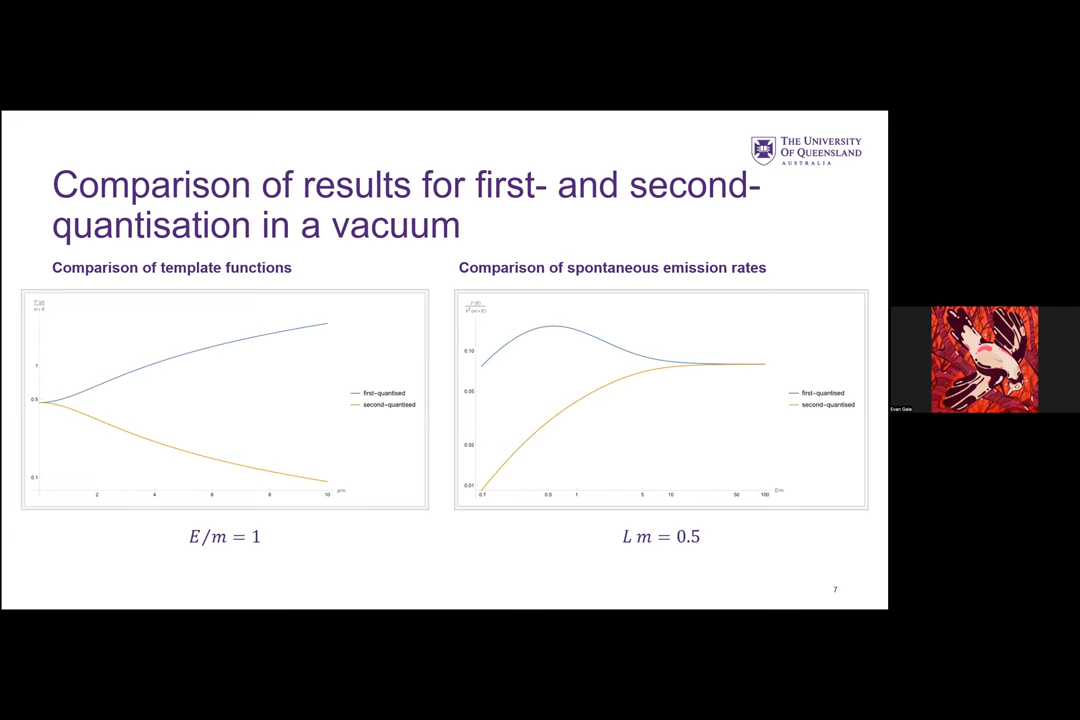 THE UNIVERSITY
OF QUEENSLAND
AUSTRALIA
Comparison of results for first- and second-
quantisation in a vacuum
Comparison of template functions
Comparison of spontaneous emission rates
m+E
1
0.5
0.1
2
4
6
8
10
p/m
first-quantised
second-quantised
0.10
0.05
0.02
0.01
0.1
0.5
1
5
10
50
100
E/m
first-quantised
second-quantised
E/m = 1
L m = 0.5
7
Evan Gale